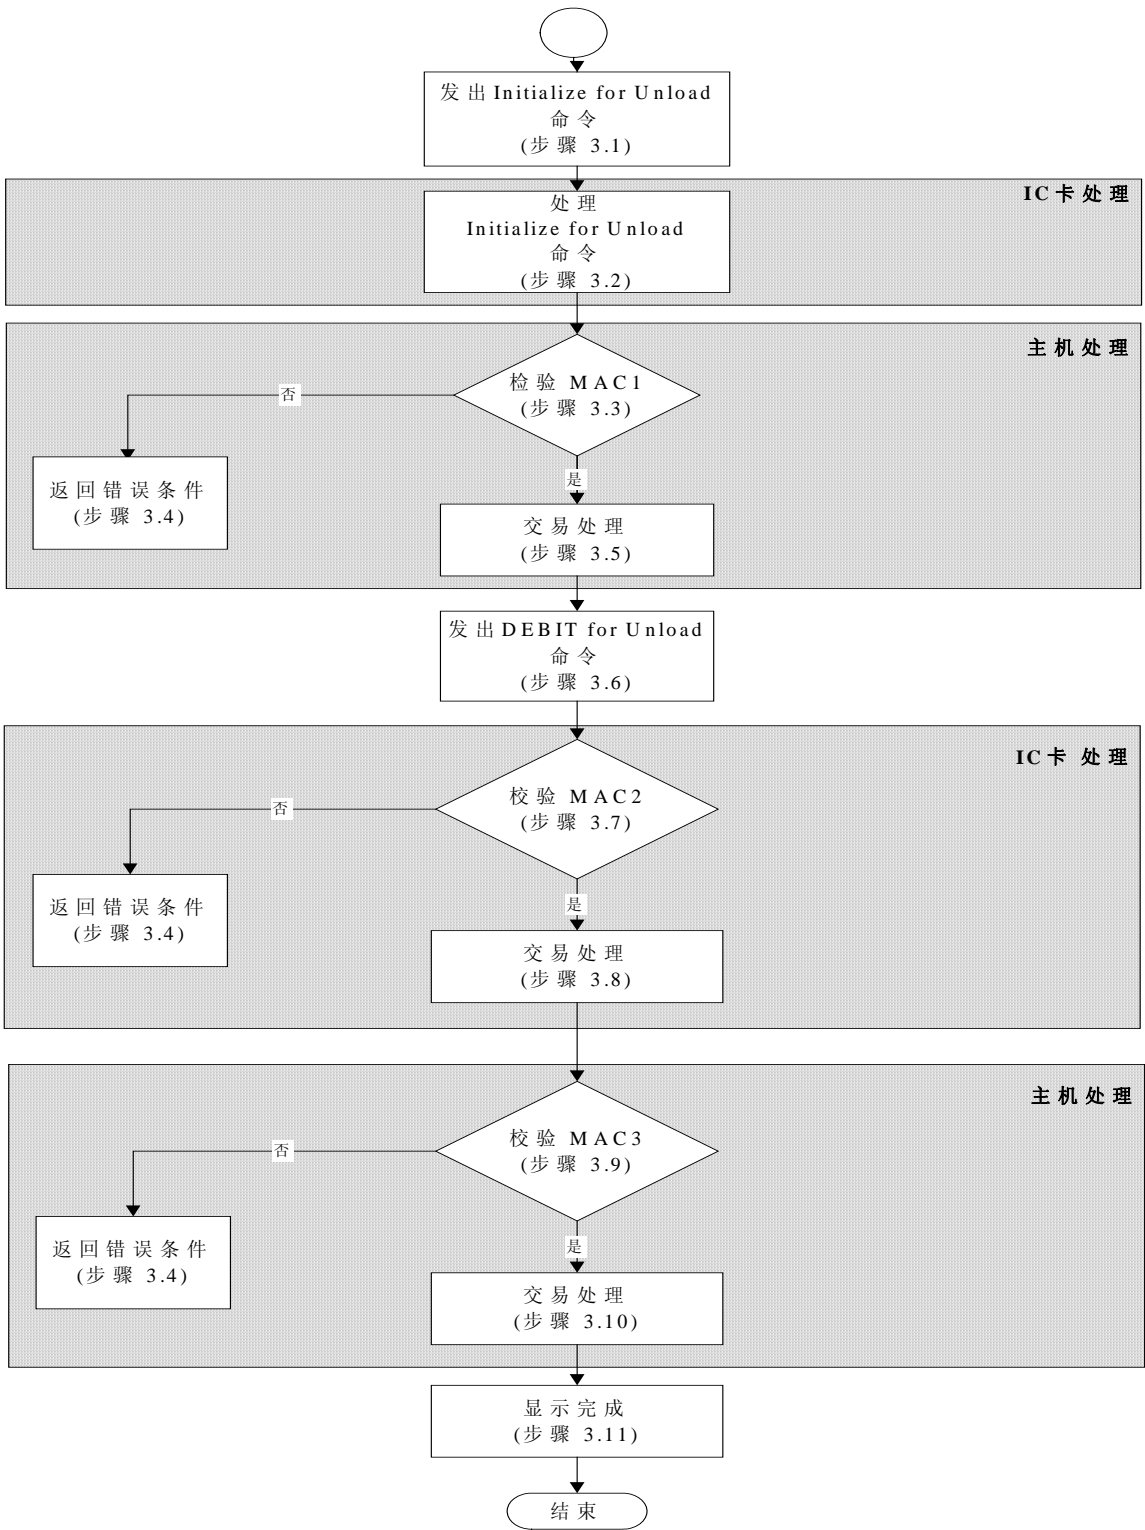 发出Initialize for Unload
命令
(步骤 3.1)
IC卡处理
处理
Initialize for Unload
命令
(步骤 3.2)
主机处理
检验 MAC1
(步骤 3.3)
否
返回错误条件
(步骤 3.4)
是
交易处理
(步骤 3.5)
发出DEBIT for Unload
命令
(步骤 3.6)
IC卡 处理
校验 MAC2
(步骤 3.7)
否
返回错误条件
(步骤 3.4)
是
交易处理
(步骤 3.8)
主机处理
校验 MAC3
(步骤 3.9)
否
返回错误条件
(步骤 3.4)
是
交易处理
(步骤 3.10)
显示完成
(步骤 3.11)
结束